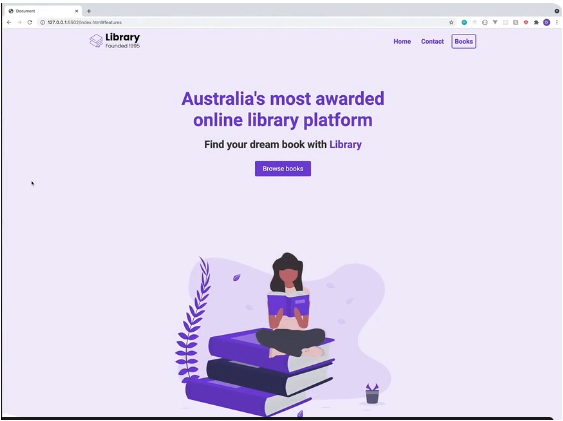 Document
127.0.0.1:5502/index.html#features
Library
Founded 1995
Home
Contact
Books
Australia's most awarded
online library platform
Find your dream book with Library
Browse books